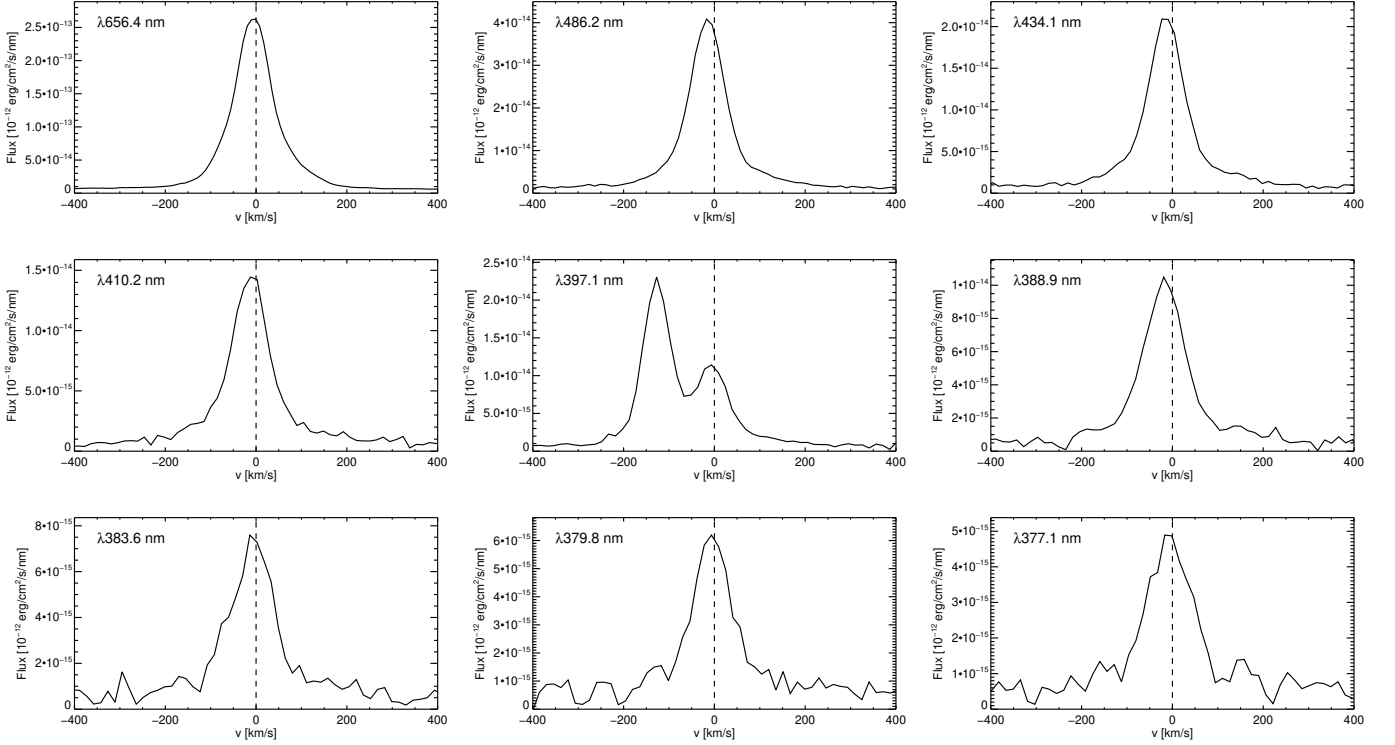 λ656.4 nm
2.5•10⁻¹³
2.0•10⁻¹³
1.5•10⁻¹³
1.0•10⁻¹³
5.0•10⁻¹⁴
0
Flux [10⁻¹² erg/cm²/s/nm]
−400 −200 0 200 400
v [km/s]
λ486.2 nm
4•10⁻¹⁴
3•10⁻¹⁴
2•10⁻¹⁴
1•10⁻¹⁴
0
Flux [10⁻¹² erg/cm²/s/nm]
−400 −200 0 200 400
v [km/s]
λ434.1 nm
2.0•10⁻¹⁴
1.5•10⁻¹⁴
1.0•10⁻¹⁴
5.0•10⁻¹⁵
0
Flux [10⁻¹² erg/cm²/s/nm]
−400 −200 0 200 400
v [km/s]
λ410.2 nm
1.5•10⁻¹⁴
1.0•10⁻¹⁴
5.0•10⁻¹⁵
0
Flux [10⁻¹² erg/cm²/s/nm]
−400 −200 0 200 400
v [km/s]
λ397.1 nm
2.5•10⁻¹⁴
2.0•10⁻¹⁴
1.5•10⁻¹⁴
1.0•10⁻¹⁴
5.0•10⁻¹⁵
0
Flux [10⁻¹² erg/cm²/s/nm]
−400 −200 0 200 400
v [km/s]
λ388.9 nm
1•10⁻¹⁴
8•10⁻¹⁵
6•10⁻¹⁵
4•10⁻¹⁵
2•10⁻¹⁵
0
Flux [10⁻¹² erg/cm²/s/nm]
−400 −200 0 200 400
v [km/s]
λ383.6 nm
8•10⁻¹⁵
6•10⁻¹⁵
4•10⁻¹⁵
2•10⁻¹⁵
0
Flux [10⁻¹² erg/cm²/s/nm]
−400 −200 0 200 400
v [km/s]
λ379.8 nm
6•10⁻¹⁵
5•10⁻¹⁵
4•10⁻¹⁵
3•10⁻¹⁵
2•10⁻¹⁵
1•10⁻¹⁵
0
Flux [10⁻¹² erg/cm²/s/nm]
−400 −200 0 200 400
v [km/s]
λ377.1 nm
5•10⁻¹⁵
4•10⁻¹⁵
3•10⁻¹⁵
2•10⁻¹⁵
1•10⁻¹⁵
0
Flux [10⁻¹² erg/cm²/s/nm]
−400 −200 0 200 400
v [km/s]